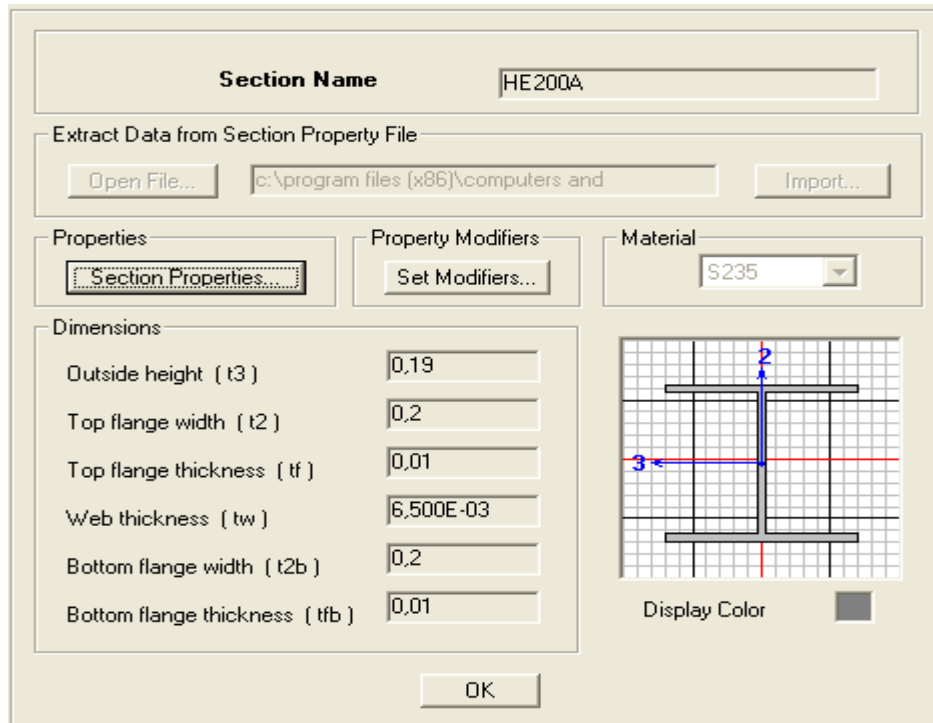 Section Name HE200A
Extract Data from Section Property File
Open File... c:\program files (x86)\computers and Import...
Properties Property Modifiers Material
Section Properties... Set Modifiers... S235
Dimensions
Outside height ( t3 ) 0,19
Top flange width ( t2 ) 0,2
Top flange thickness ( tf ) 0,01
Web thickness ( tw ) 6,500E-03
Bottom flange width ( t2b ) 0,2
Bottom flange thickness ( tfb ) 0,01
2
3
Display Color
OK